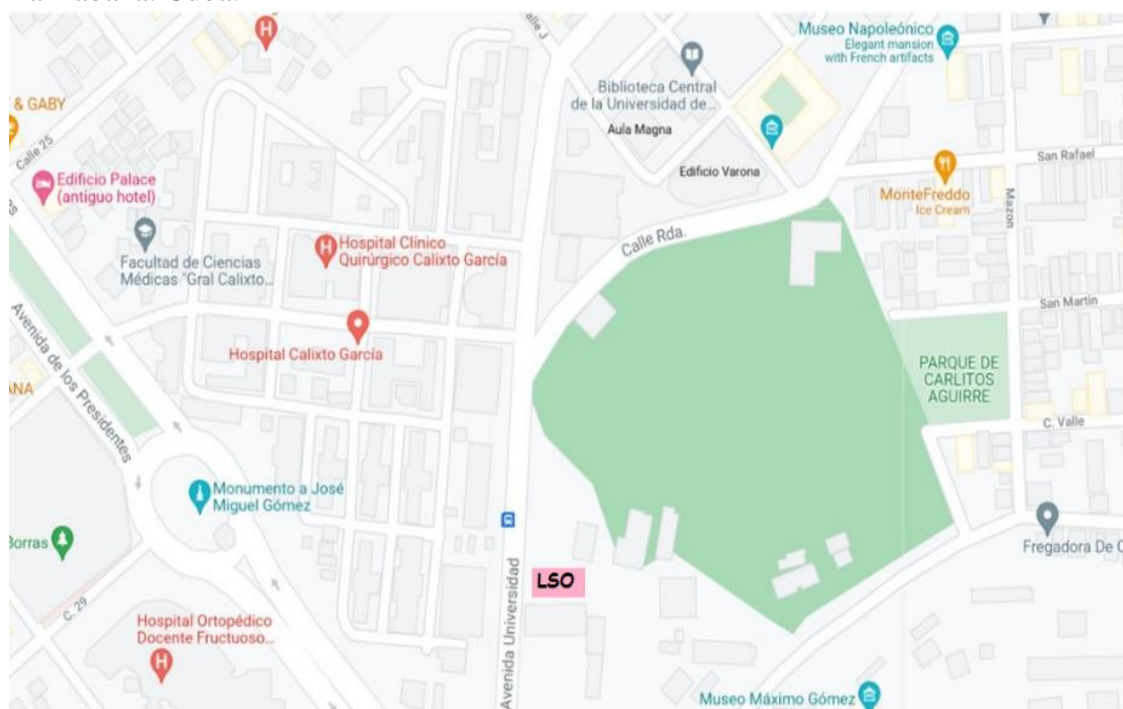 Calle J
Museo Napoleónico
Elegant mansion
with French artifacts
Biblioteca Central
de la Universidad de...
& GABY
Aula Magna
Calle 25
Edificio Varona
San Rafael
Edificio Palace
(antiguo hotel)
MonteFreddo
Ice Cream
Mazon
Hospital Clínico
Quirúrgico Calixto García
Calle Rda.
Facultad de Ciencias
Médicas 'Gral Calixto...
San Martin
Hospital Calixto García
Avenida de los Presidentes
PARQUE DE
CARLITOS
AGUIRRE
C. Valle
Monumento a José
Miguel Gómez
Borras
Fregadora De C
LSO
C. 29
Avenida Universidad
Hospital Ortopédico
Docente Fructuoso...
Museo Máximo Gómez